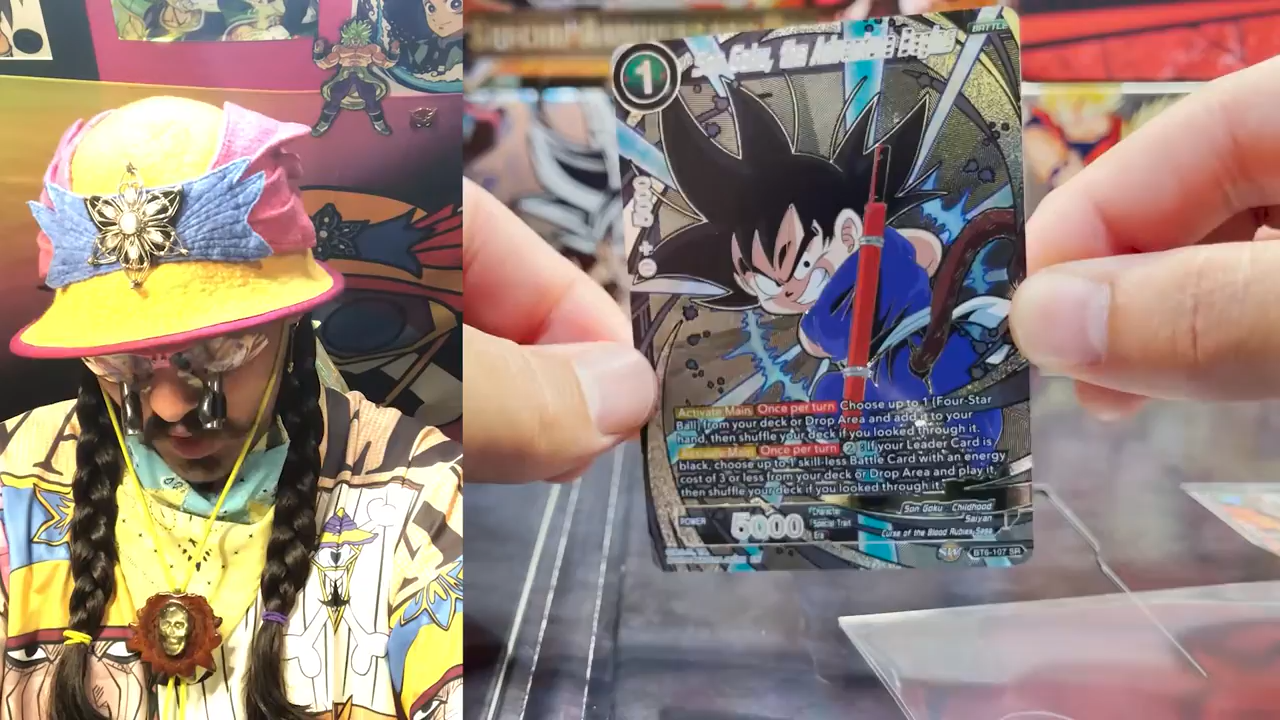 1
Son Goku, the Adventure Begins
BATTLE
Activate Main Once per turn Choose up to 1 {Four-Star
Ball} from your deck or Drop Area and add it to your
hand, then shuffle your deck if you looked through it.
Activate Main Once per turn 2 : If your Leader Card is
black, choose up to 1 skill-less Battle Card with an energy
cost of 3 or less from your deck or Drop Area and play it,
then shuffle your deck if you looked through it.
POWER 5000
Character Son Goku : Childhood
Special Trait Saiyan
Era Curse of the Blood Rubies Saga
BT6-107 SR